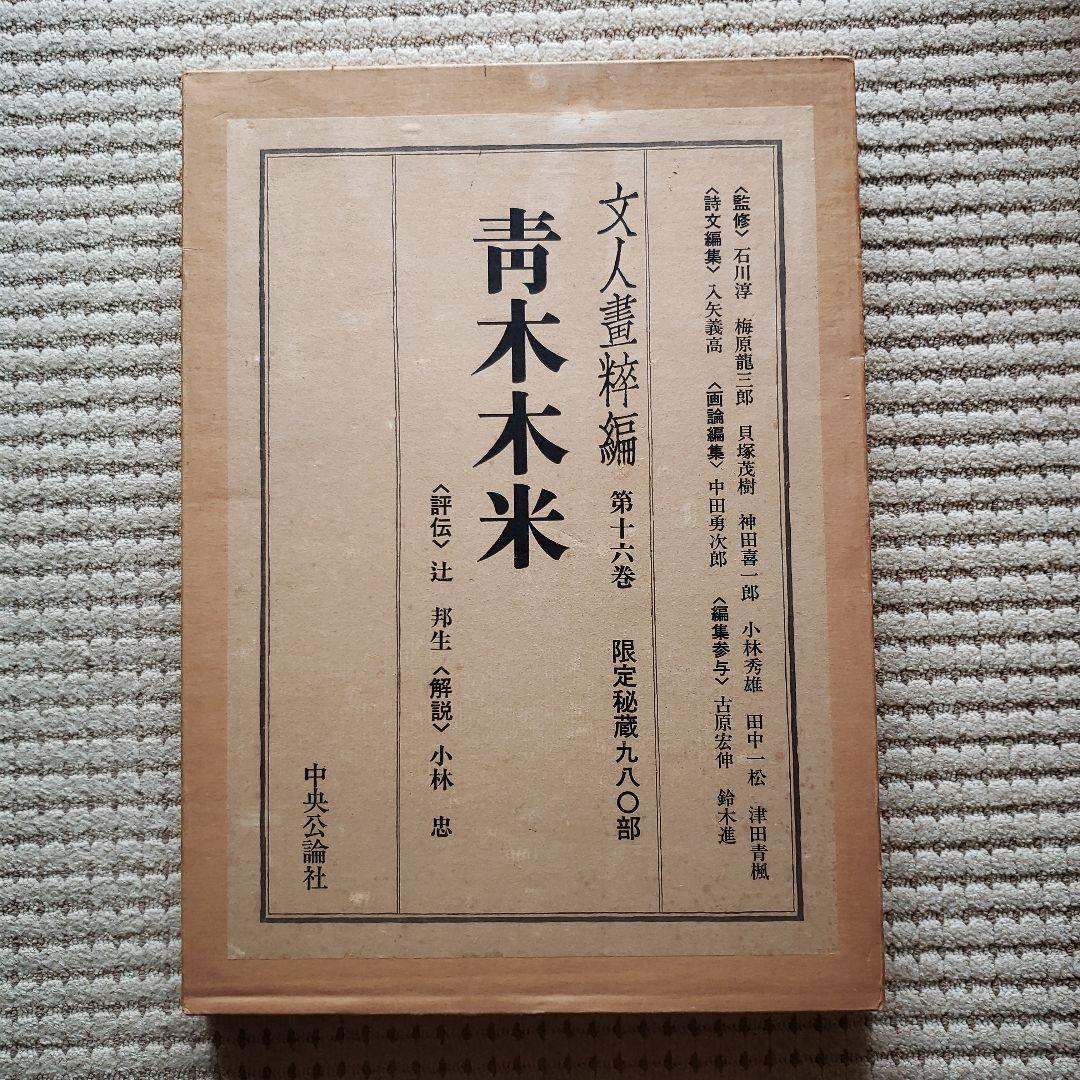 〈監修〉石川淳　梅原龍三郎　貝塚茂樹　神田喜一郎　小林秀雄　田中一松　津田青楓
〈詩文編集〉入矢義高　〈画論編集〉中田勇次郎　〈編集参与〉古原宏伸　鈴木進
文人畫粹編　第十六巻　限定秘蔵九八〇部
靑木木米
〈評伝〉辻　邦生〈解説〉小林　忠
中央公論社